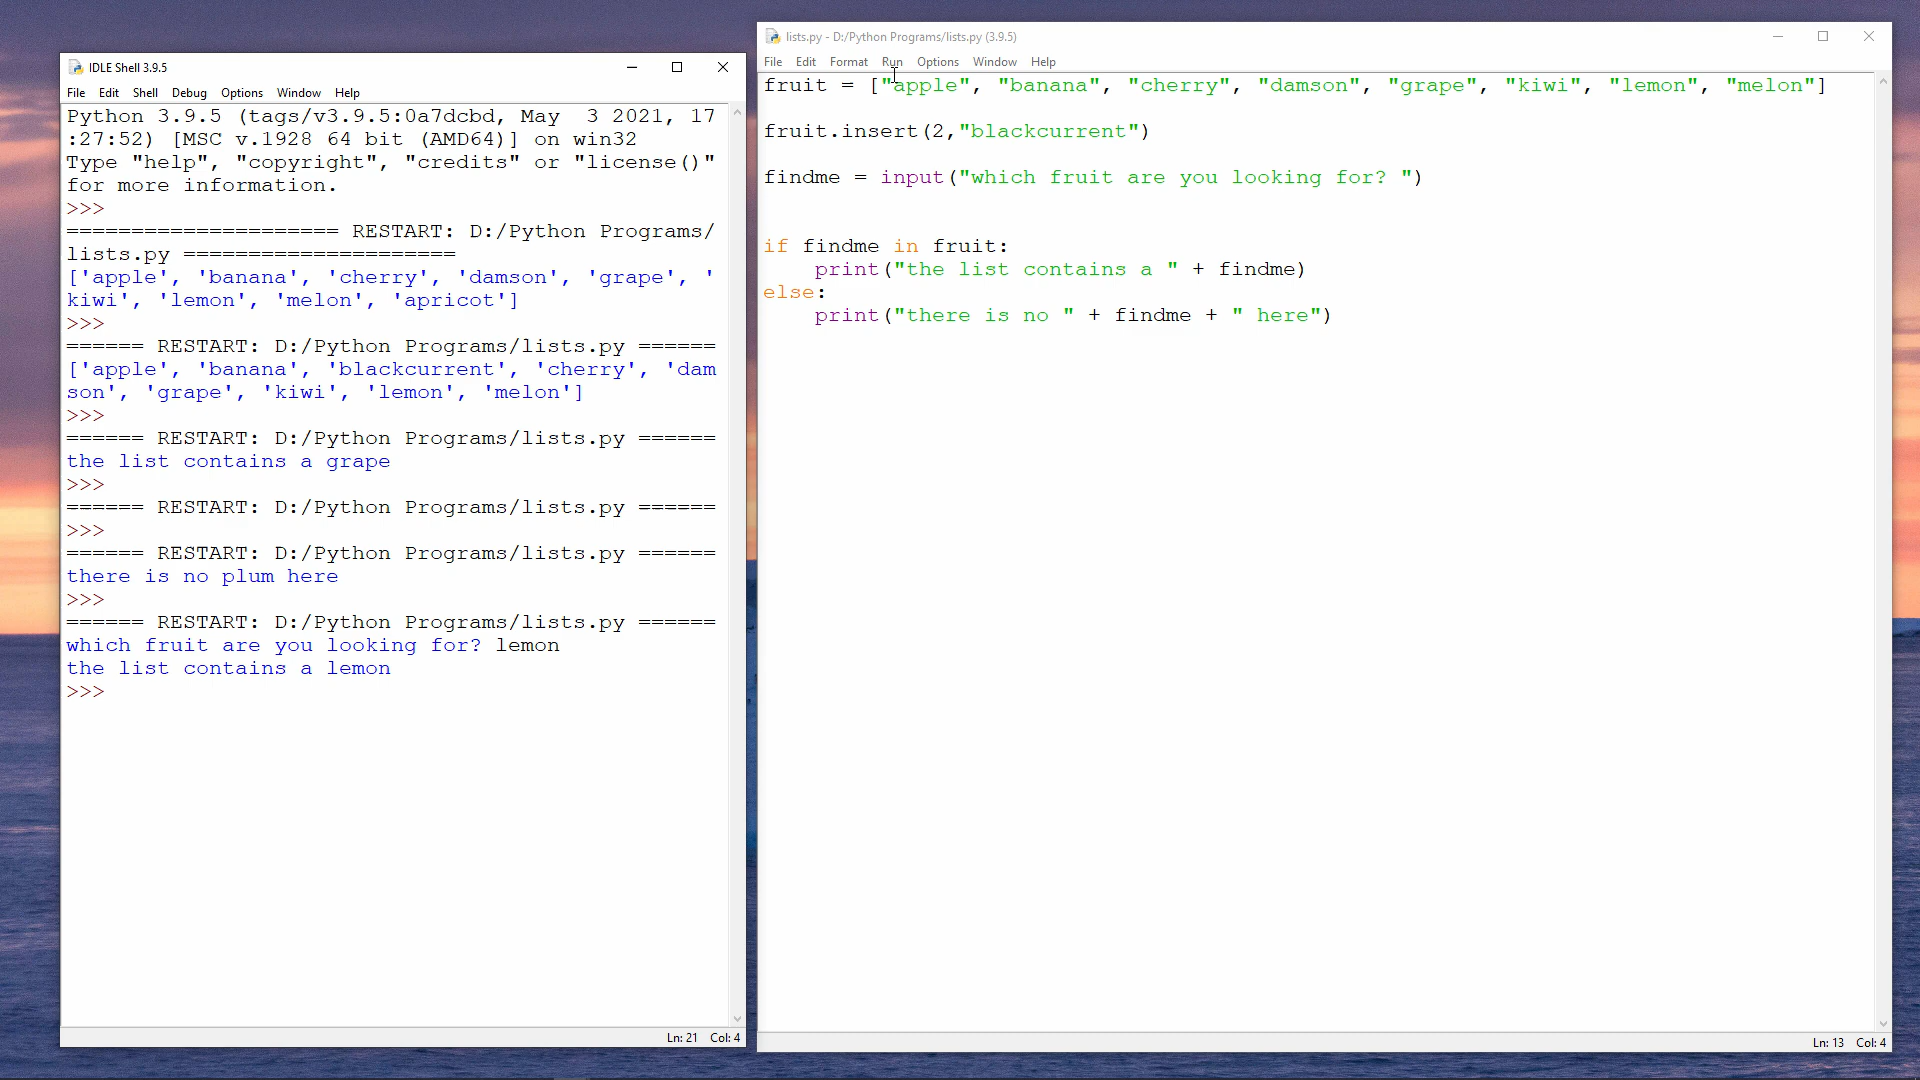 IDLE Shell 3.9.5
File Edit Shell Debug Options Window Help
Python 3.9.5 (tags/v3.9.5:0a7dcbd, May  3 2021, 17
:27:52) [MSC v.1928 64 bit (AMD64)] on win32
Type "help", "copyright", "credits" or "license()"
for more information.
>>>
===================== RESTART: D:/Python Programs/
lists.py =====================
['apple', 'banana', 'cherry', 'damson', 'grape', '
kiwi', 'lemon', 'melon', 'apricot']
>>>
====== RESTART: D:/Python Programs/lists.py ======
['apple', 'banana', 'blackcurrent', 'cherry', 'dam
son', 'grape', 'kiwi', 'lemon', 'melon']
>>>
====== RESTART: D:/Python Programs/lists.py ======
the list contains a grape
>>>
====== RESTART: D:/Python Programs/lists.py ======
>>>
====== RESTART: D:/Python Programs/lists.py ======
there is no plum here
>>>
====== RESTART: D:/Python Programs/lists.py ======
which fruit are you looking for? lemon
the list contains a lemon
>>>
Ln: 21 Col: 4
lists.py - D:/Python Programs/lists.py (3.9.5)
File Edit Format Run Options Window Help
fruit = ["apple", "banana", "cherry", "damson", "grape", "kiwi", "lemon", "melon"]
fruit.insert(2,"blackcurrent")
findme = input("which fruit are you looking for? ")
if findme in fruit:
    print("the list contains a " + findme)
else:
    print("there is no " + findme + " here")
Ln: 13 Col: 4